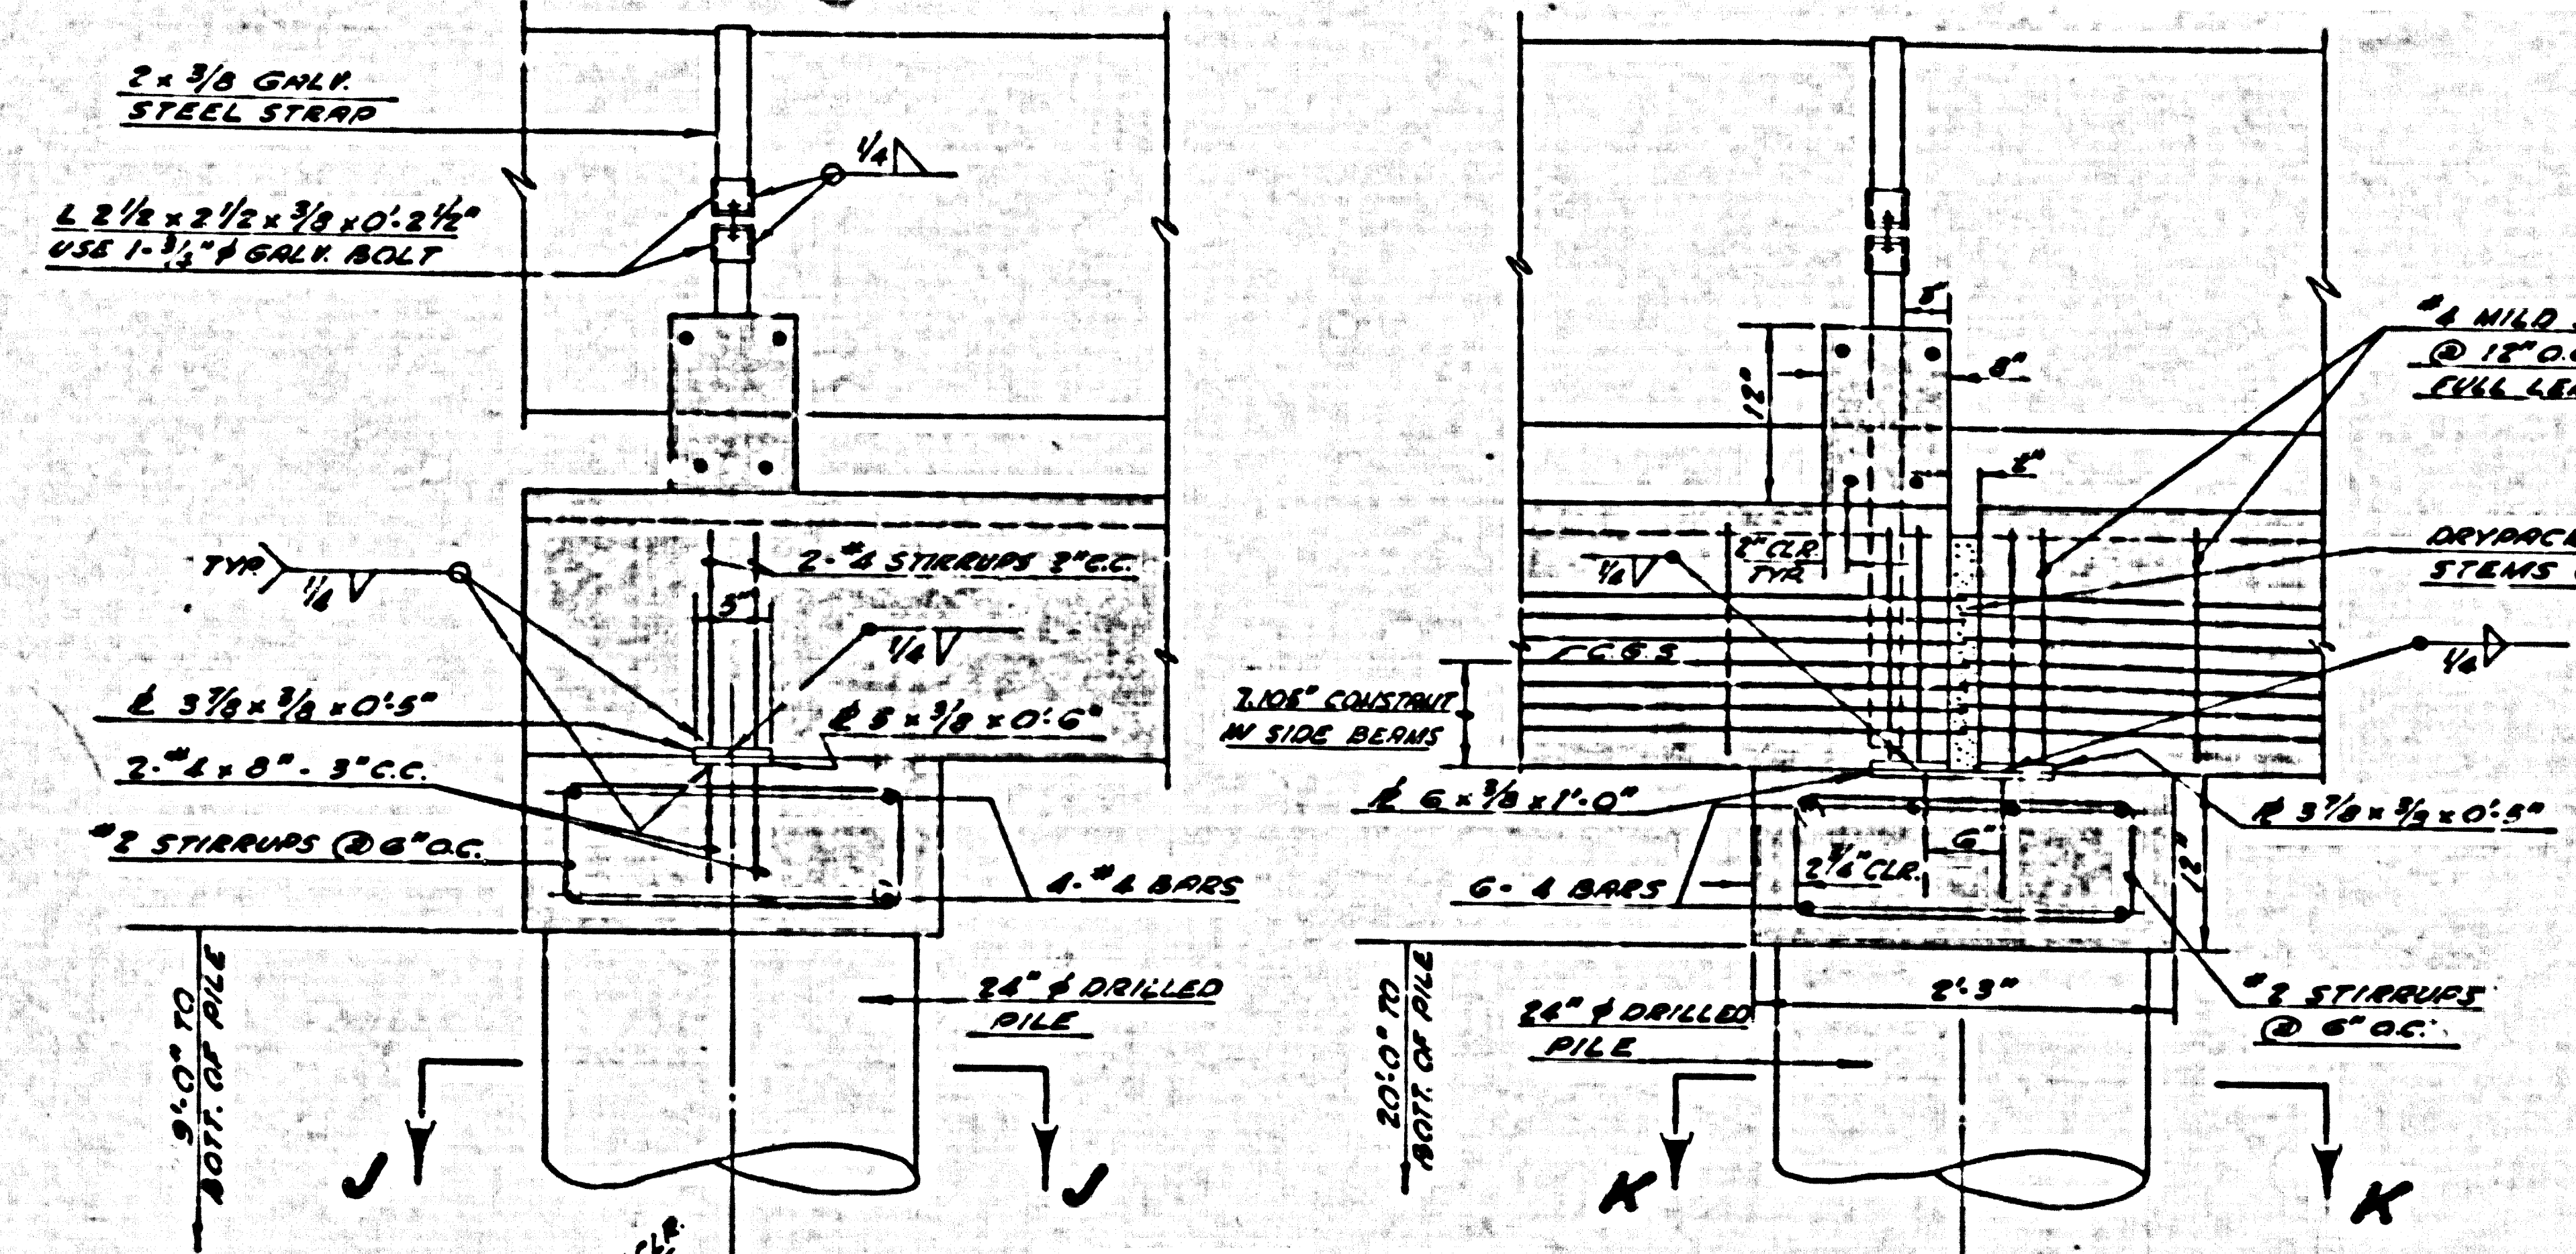 2 x 3/8 GALV.
STEEL STRAP
1/4
L 2 1/2 x 2 1/2 x 3/8 x 0'-2 1/2"
USE 1- ø GALV. BOLT
TYP.
1/4
2-#4 STIRRUPS 3" C.C.
5"
1/4
℄ 3 7/8 x 3/8 x 0'-5"
℄ 5 x 3/8 x 0'-6"
2-#4 x 8" - 3" C.C.
#2 STIRRUPS @ 6" O.C.
4-#4 BARS
9'-0" TO
BOTT. OF PILE
24" ø DRILLED
PILE
J
J
CLR.
#4 MILD
@ 12" O.C.
FULL
8"
12"
2" CLR
TYP.
1/4
DRYPACK
STEMS
C.G.S
CONSTANT
IN SIDE BEAMS
1/4
℄ 6 x 3/8 x 1'-0"
℄ 3 7/8 x 3/8 x 0'-5"
6"
12"
2 3/4" CLR.
6- 4 BARS
20'-0" TO
BOTT. OF PILE
24" ø DRILLED
PILE
2'-3"
#2 STIRRUPS
@ 6" O.C.
K
K